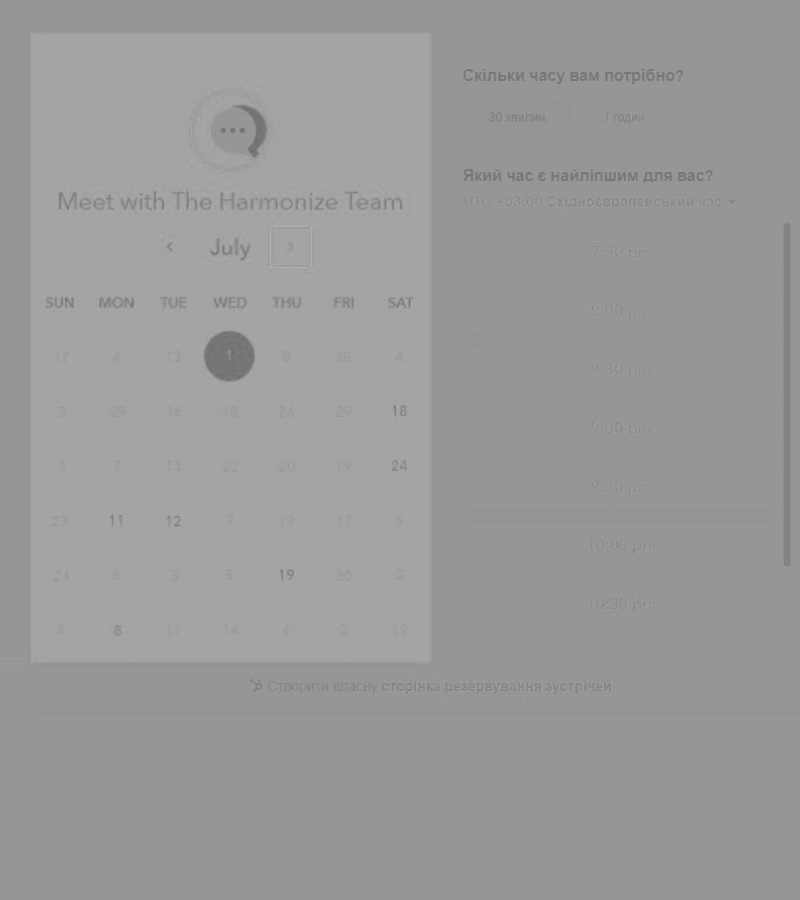 Meet with The Harmonize Team
July
SUN MON TUE WED THU FRI SAT
17 4 13 1 8 28 4
3 29 16 18 26 29 18
3 7 13 22 20 19 24
27 11 12 7 19 17 5
24 6 3 5 19 30 2
8 8 11 14 4 2 19
Скільки часу вам потрібно?
30 хвилин 1 годин
Який час є найліпшим для вас?
UTC +03:00 Східноєвропейський час
7:30 pm
8:00 pm
8:30 pm
9:00 pm
9:30 pm
10:00 pm
10:30 pm
Створити власну сторінка резервування зустрічей